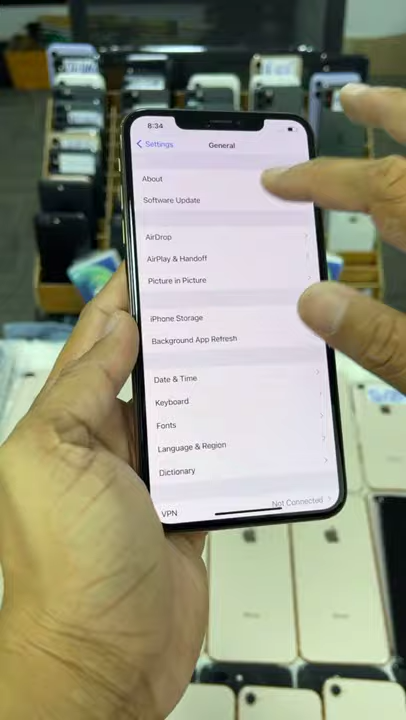 8:34
Settings
General
About
Software Update
AirDrop
AirPlay & Handoff
Picture in Picture
iPhone Storage
Background App Refresh
Date & Time
Keyboard
Fonts
Language & Region
Dictionary
VPN
Not Connected